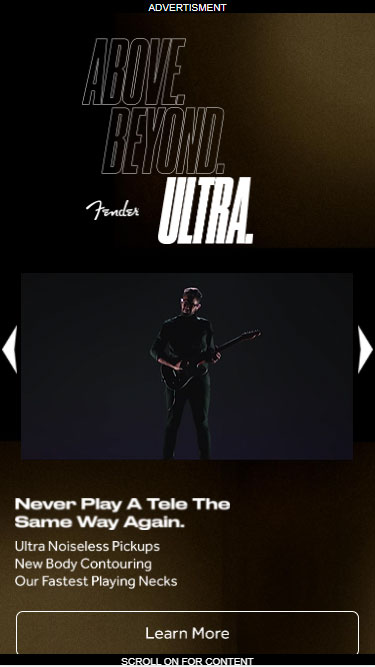 ADVERTISMENT
ABOVE.
BEYOND.
Fender ULTRA.
Never Play A Tele The
Same Way Again.
Ultra Noiseless Pickups
New Body Contouring
Our Fastest Playing Necks
Learn More
SCROLL ON FOR CONTENT